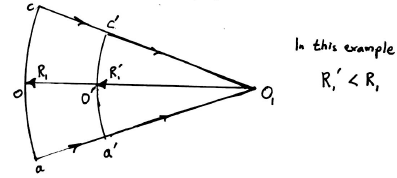 c
c'
In this example
R₁' < R₁
O
R₁
O'
R₁'
O₁
a
a'